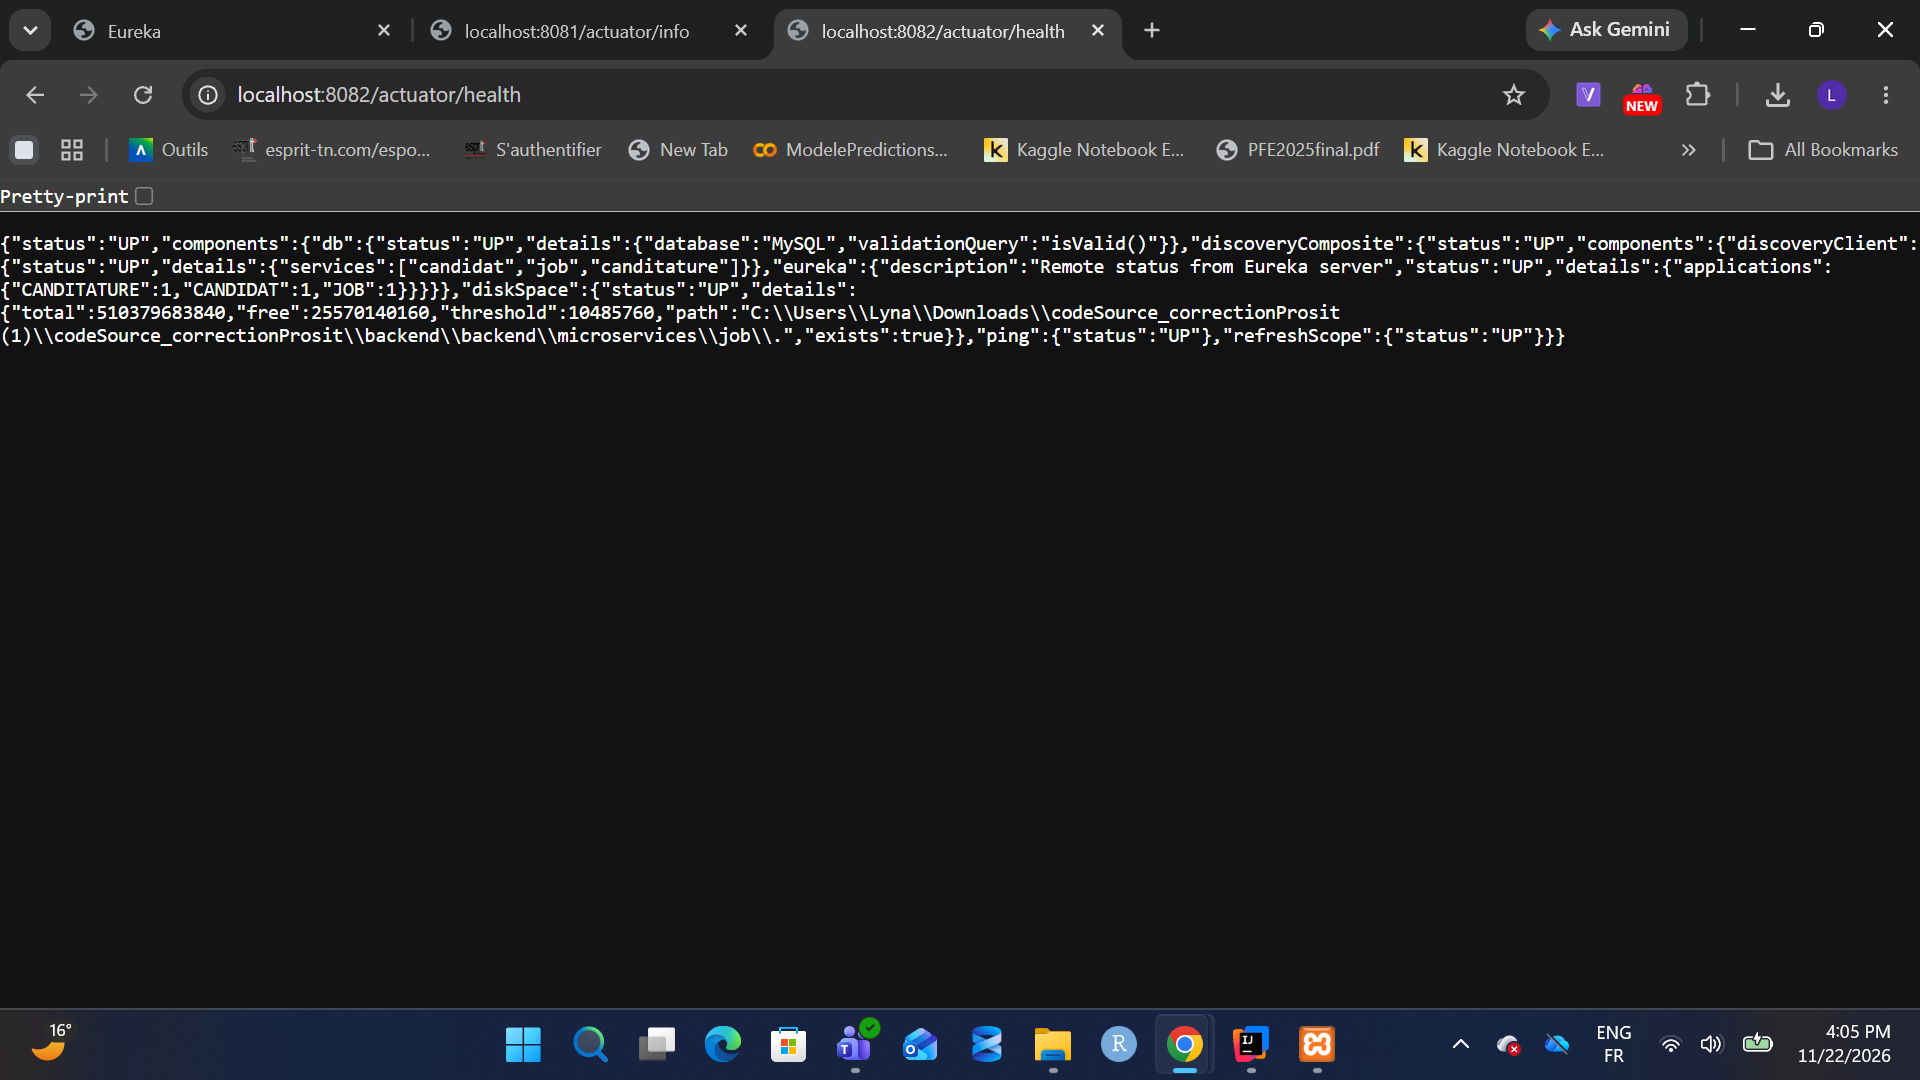 Eureka
localhost:8081/actuator/info
localhost:8082/actuator/health
Ask Gemini
localhost:8082/actuator/health
V
NEW
L
Outils
esprit-tn.com/espo...
S'authentifier
New Tab
ModelePredictions...
Kaggle Notebook E...
PFE2025final.pdf
Kaggle Notebook E...
All Bookmarks
Pretty-print
{"status":"UP","components":{"db":{"status":"UP","details":{"database":"MySQL","validationQuery":"isValid()"}},"discoveryComposite":{"status":"UP","components":{"discoveryClient":
{"status":"UP","details":{"services":["candidat","job","canditature"]}},"eureka":{"description":"Remote status from Eureka server","status":"UP","details":{"applications":
{"CANDITATURE":1,"CANDIDAT":1,"JOB":1}}}}},"diskSpace":{"status":"UP","details":
{"total":510379683840,"free":25570140160,"threshold":10485760,"path":"C:\\Users\\Lyna\\Downloads\\codeSource_correctionProsit
(1)\\codeSource_correctionProsit\\backend\\backend\\microservices\\job\\.","exists":true}},"ping":{"status":"UP"},"refreshScope":{"status":"UP"}}}
16°
ENG
FR
4:05 PM
11/22/2026